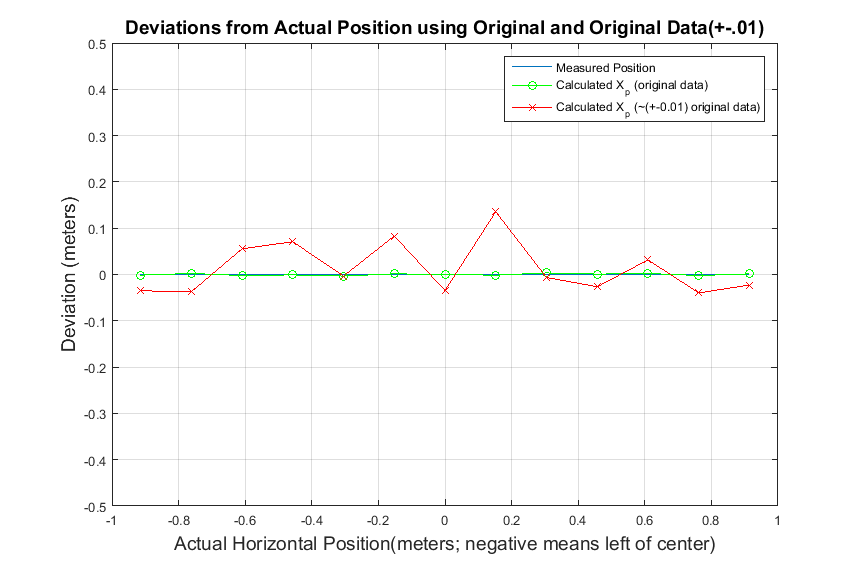 Deviations from Actual Position using Original and Original Data(+-.01)
Measured Position
Calculated Xp (original data)
Calculated Xp (~(+-0.01) original data)
Deviation (meters)
0.5
0.4
0.3
0.2
0.1
0
-0.1
-0.2
-0.3
-0.4
-0.5
-1 -0.8 -0.6 -0.4 -0.2 0 0.2 0.4 0.6 0.8 1
Actual Horizontal Position(meters; negative means left of center)